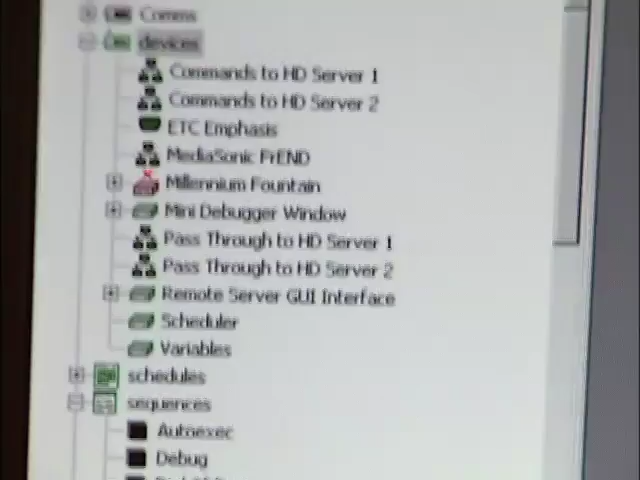 Comms
devices
Commands to HD Server 1
Commands to HD Server 2
ETC Emphasis
MediaSonic FrEND
Millennium Fountain
Mini Debugger Window
Pass Through to HD Server 1
Pass Through to HD Server 2
Remote Server GUI Interface
Scheduler
Variables
schedules
sequences
Autoexec
Debug